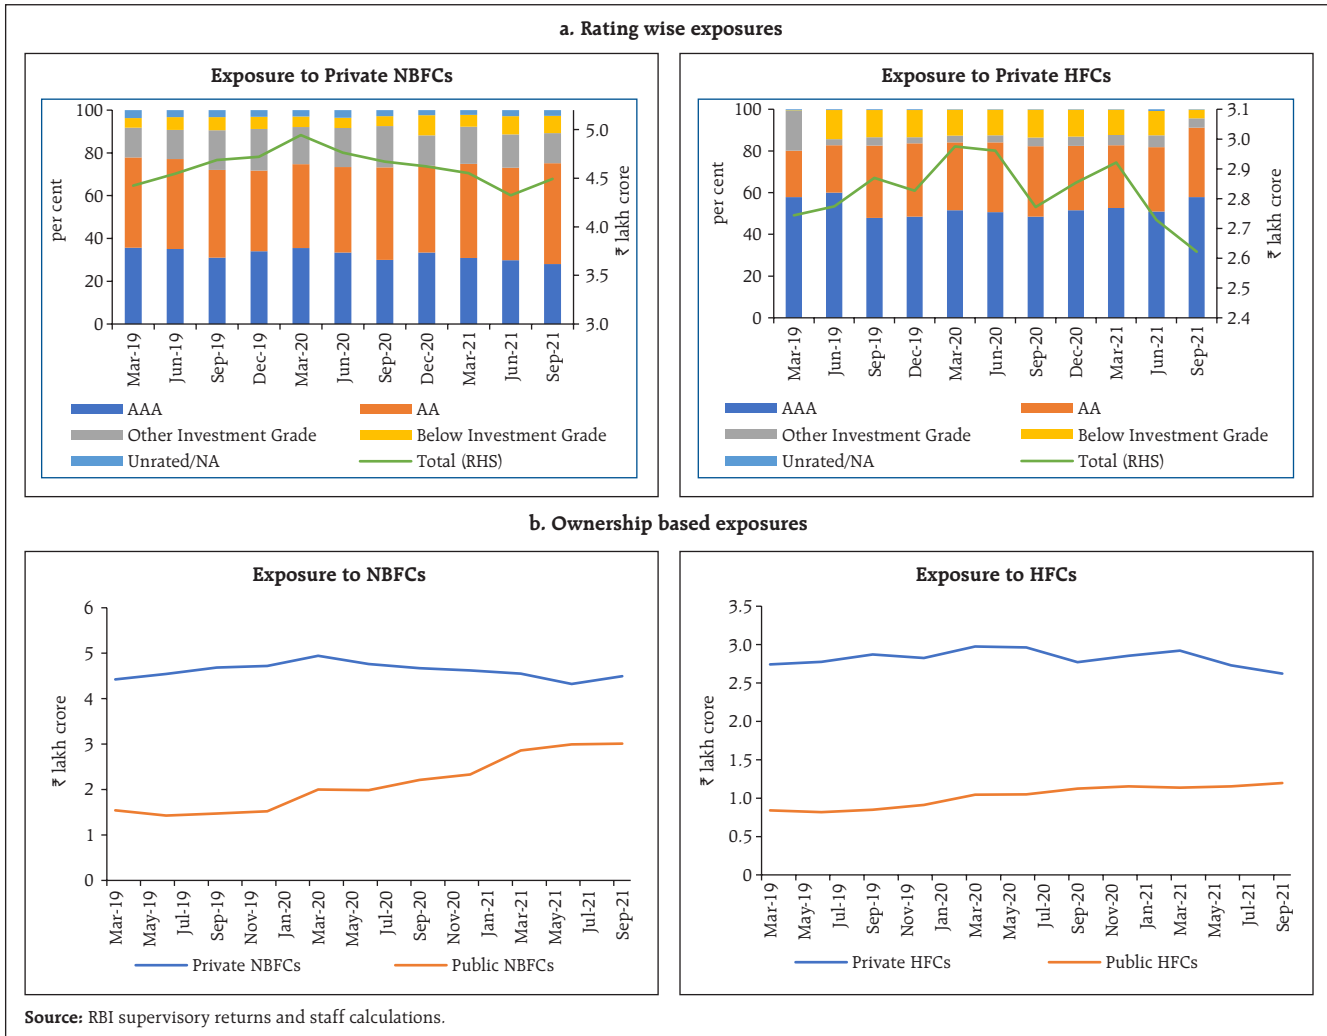 a. Rating wise exposures
Exposure to Private NBFCs
per cent
100
80
60
40
20
0
5.0
4.5
4.0
3.5
3.0
₹ lakh crore
Mar-19
Jun-19
Sep-19
Dec-19
Mar-20
Jun-20
Sep-20
Dec-20
Mar-21
Jun-21
Sep-21
AAA
AA
Other Investment Grade
Below Investment Grade
Unrated/NA
Total (RHS)
Exposure to Private HFCs
per cent
100
80
60
40
20
0
3.1
3.0
2.9
2.8
2.7
2.6
2.5
2.4
₹ lakh crore
Mar-19
Jun-19
Sep-19
Dec-19
Mar-20
Jun-20
Sep-20
Dec-20
Mar-21
Jun-21
Sep-21
AAA
AA
Other Investment Grade
Below Investment Grade
Unrated/NA
Total (RHS)
b. Ownership based exposures
Exposure to NBFCs
₹ lakh crore
6
5
4
3
2
1
0
Mar-19
May-19
Jul-19
Sep-19
Nov-19
Jan-20
Mar-20
May-20
Jul-20
Sep-20
Nov-20
Jan-21
Mar-21
May-21
Jul-21
Sep-21
Private NBFCs
Public NBFCs
Exposure to HFCs
₹ lakh crore
3.5
3.0
2.5
2.0
1.5
1.0
0.5
0
Mar-19
May-19
Jul-19
Sep-19
Nov-19
Jan-20
Mar-20
May-20
Jul-20
Sep-20
Nov-20
Jan-21
Mar-21
May-21
Jul-21
Sep-21
Private HFCs
Public HFCs
Source: RBI supervisory returns and staff calculations.